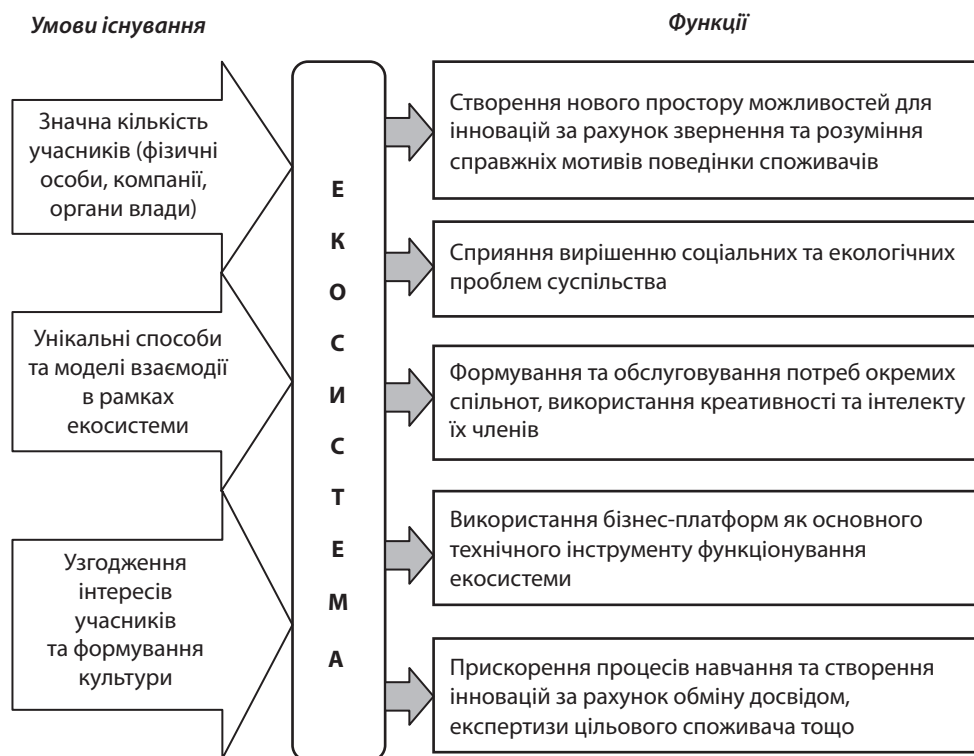 Умови існування
Значна кількість
учасників (фізичні
особи, компанії,
органи влади)
Унікальні способи
та моделі взаємодії
в рамках
екосистеми
Узгодження
інтересів
учасників
та формування
культури
Е
К
О
С
И
С
Т
Е
М
А
Функції
Створення нового простору можливостей для
інновацій за рахунок звернення та розуміння
справжніх мотивів поведінки споживачів
Сприяння вирішенню соціальних та екологічних
проблем суспільства
Формування та обслуговування потреб окремих
спільнот, використання креативності та інтелекту
їх членів
Використання бізнес-платформ як основного
технічного інструменту функціонування
екосистеми
Прискорення процесів навчання та створення
інновацій за рахунок обміну досвідом,
експертизи цільового споживача тощо